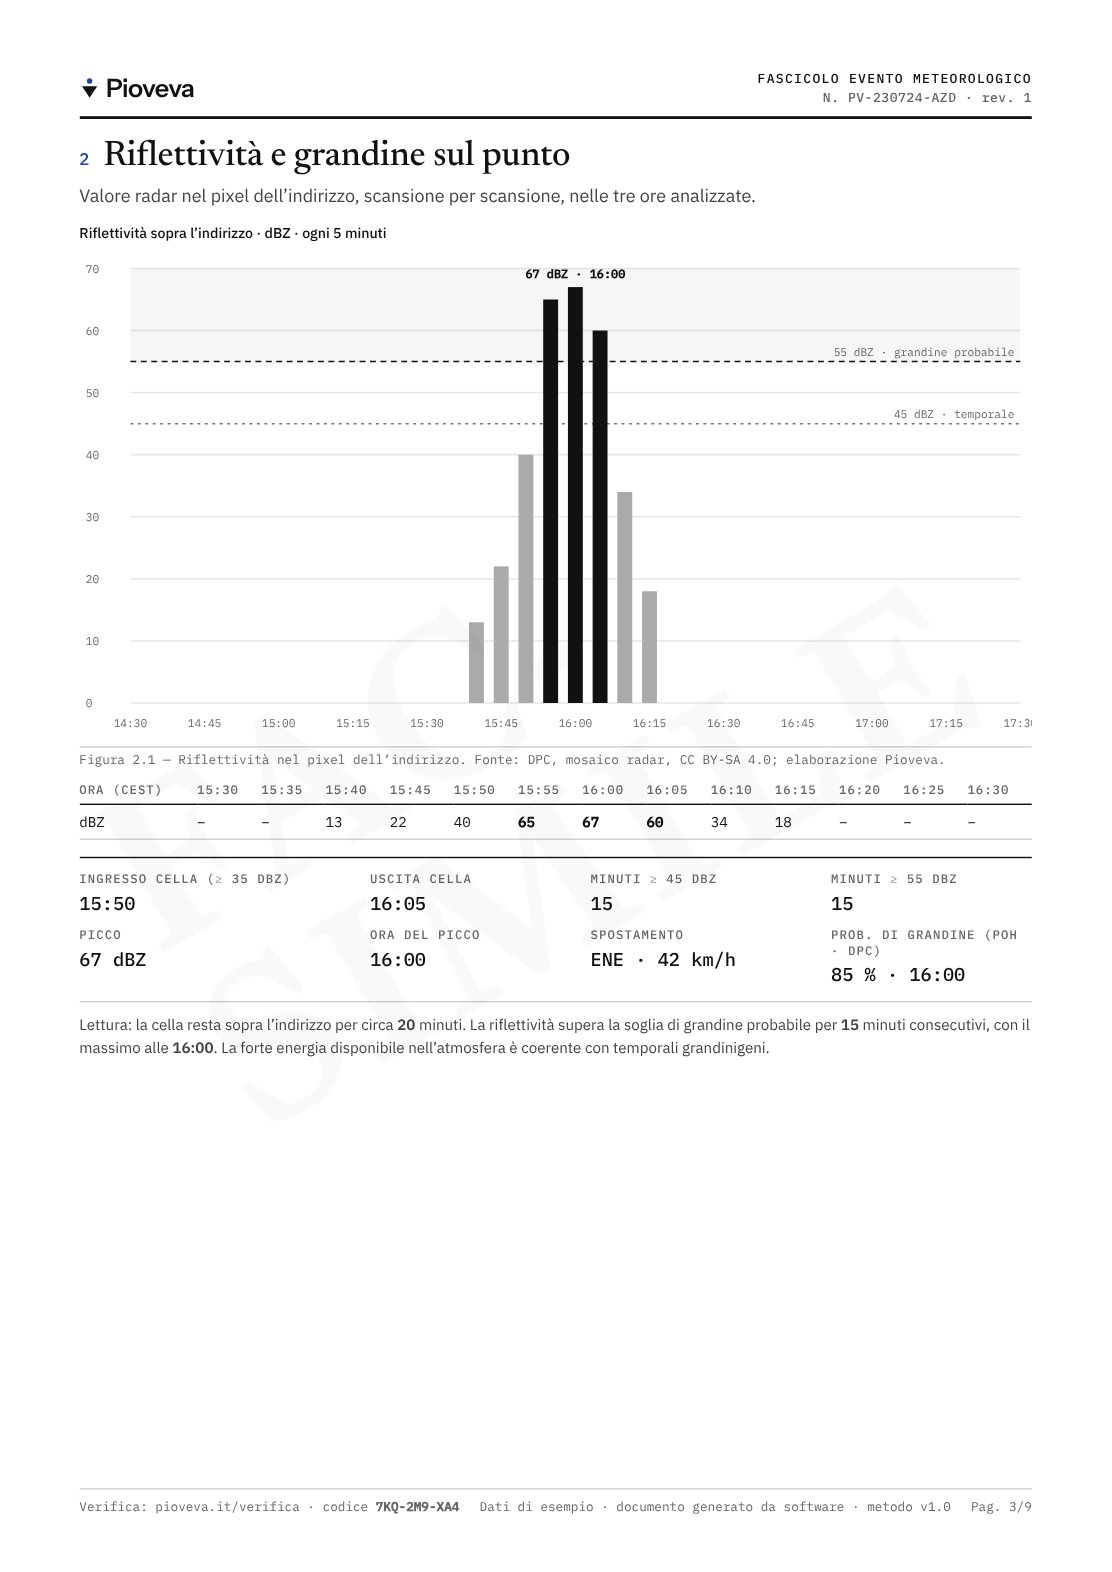 Pioveva
FASCICOLO EVENTO METEOROLOGICO
N. PV-230724-AZD · rev. 1
2 Riflettività e grandine sul punto
Valore radar nel pixel dell’indirizzo, scansione per scansione, nelle tre ore analizzate.
Riflettività sopra l’indirizzo · dBZ · ogni 5 minuti
70
67 dBZ · 16:00
60
55 dBZ · grandine probabile
50
45 dBZ · temporale
40
30
20
10
0
14:30 14:45 15:00 15:15 15:30 15:45 16:00 16:15 16:30 16:45 17:00 17:15 17:3
Figura 2.1 — Riflettività nel pixel dell’indirizzo. Fonte: DPC, mosaico radar, CC BY-SA 4.0; elaborazione Pioveva.
ORA (CEST) 15:30 15:35 15:40 15:45 15:50 15:55 16:00 16:05 16:10 16:15 16:20 16:25 16:30
dBZ – – 13 22 40 65 67 60 34 18 – – –
INGRESSO CELLA (≥ 35 DBZ) USCITA CELLA MINUTI ≥ 45 DBZ MINUTI ≥ 55 DBZ
15:50 16:05 15 15
PICCO ORA DEL PICCO SPOSTAMENTO PROB. DI GRANDINE (POH
· DPC)
67 dBZ 16:00 ENE · 42 km/h 85 % · 16:00
Lettura: la cella resta sopra l’indirizzo per circa 20 minuti. La riflettività supera la soglia di grandine probabile per 15 minuti consecutivi, con il
massimo alle 16:00. La forte energia disponibile nell’atmosfera è coerente con temporali grandinigeni.
FAC-
SIMILE
Verifica: pioveva.it/verifica · codice 7KQ-2M9-XA4 Dati di esempio · documento generato da software · metodo v1.0 Pag. 3/9